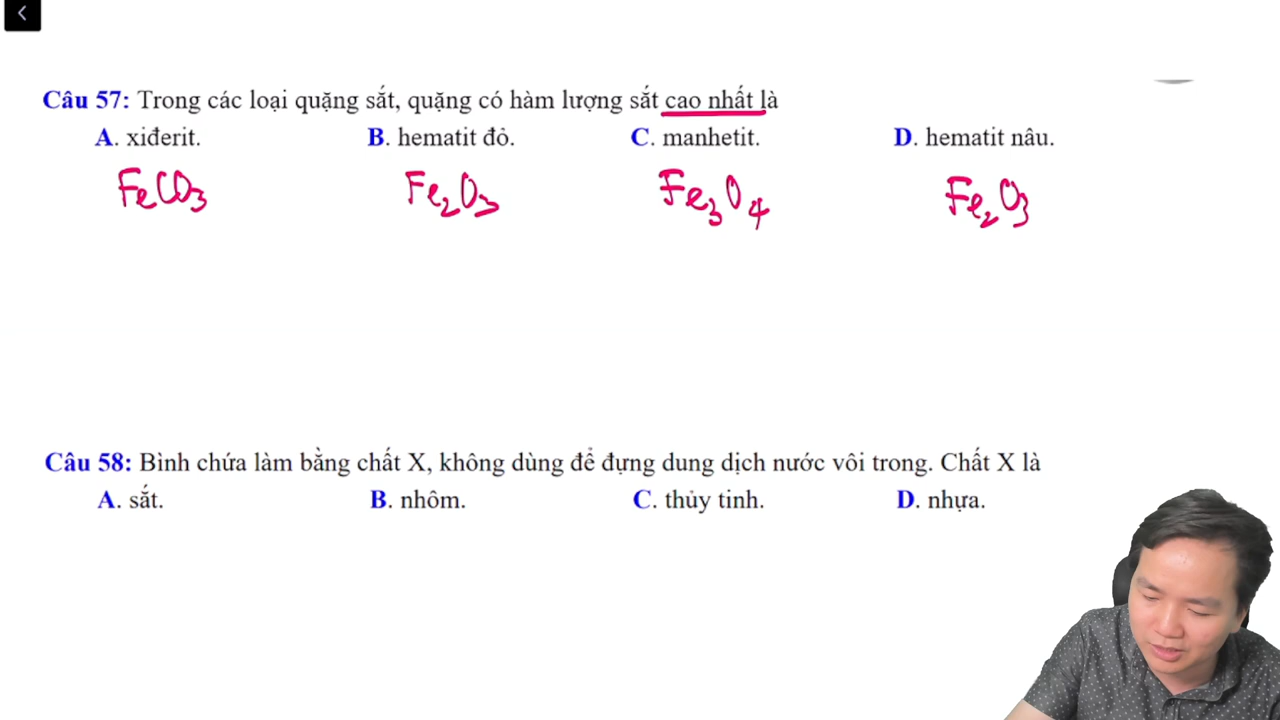 Câu 57: Trong các loại quặng sắt, quặng có hàm lượng sắt cao nhất là
A. xiđerit. B. hematit đỏ. C. manhetit. D. hematit nâu.
FeCO3 Fe2O3 Fe3O4 Fe2O3
Câu 58: Bình chứa làm bằng chất X, không dùng để đựng dung dịch nước vôi trong. Chất X là
A. sắt. B. nhôm. C. thủy tinh. D. nhựa.